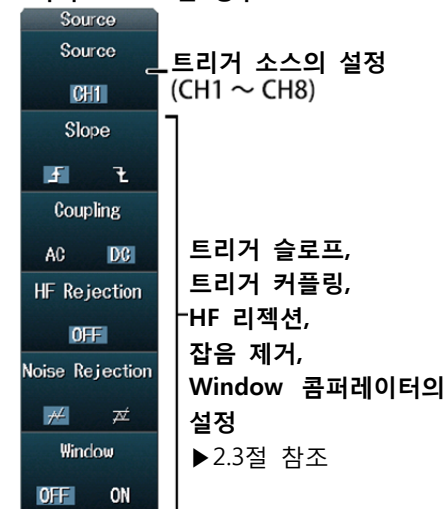 Source
Source
CH1
Slope
Coupling
AC DC
HF Rejection
OFF
Noise Rejection
Window
OFF ON
트리거 소스의 설정
(CH1 ～ CH8)
트리거 슬로프,
트리거 커플링,
HF 리젝션,
잡음 제거,
Window 콤퍼레이터의
설정
▶2.3절 참조